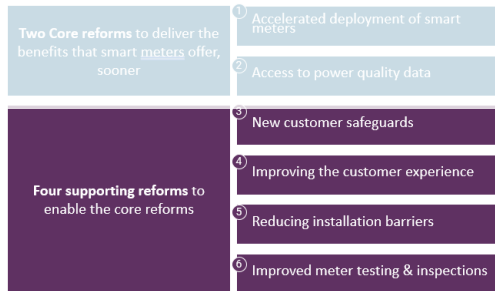 Two Core reforms to deliver the
benefits that smart meters offer,
sooner
1 Accelerated deployment of smart
meters
2 Access to power quality data
Four supporting reforms to
enable the core reforms
3 New customer safeguards
4 Improving the customer experience
5 Reducing installation barriers
6 Improved meter testing & inspections